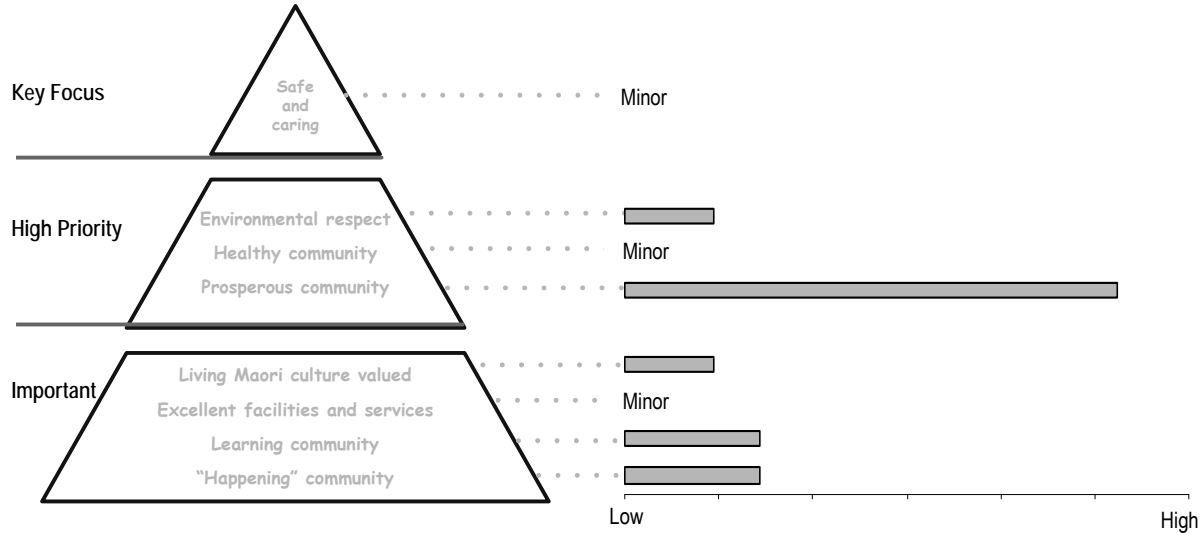 Key Focus
Safe
and
caring
Minor
High Priority
Environmental respect
Healthy community
Minor
Prosperous community
Important
Living Maori culture valued
Excellent facilities and services
Minor
Learning community
“Happening” community
Low
High